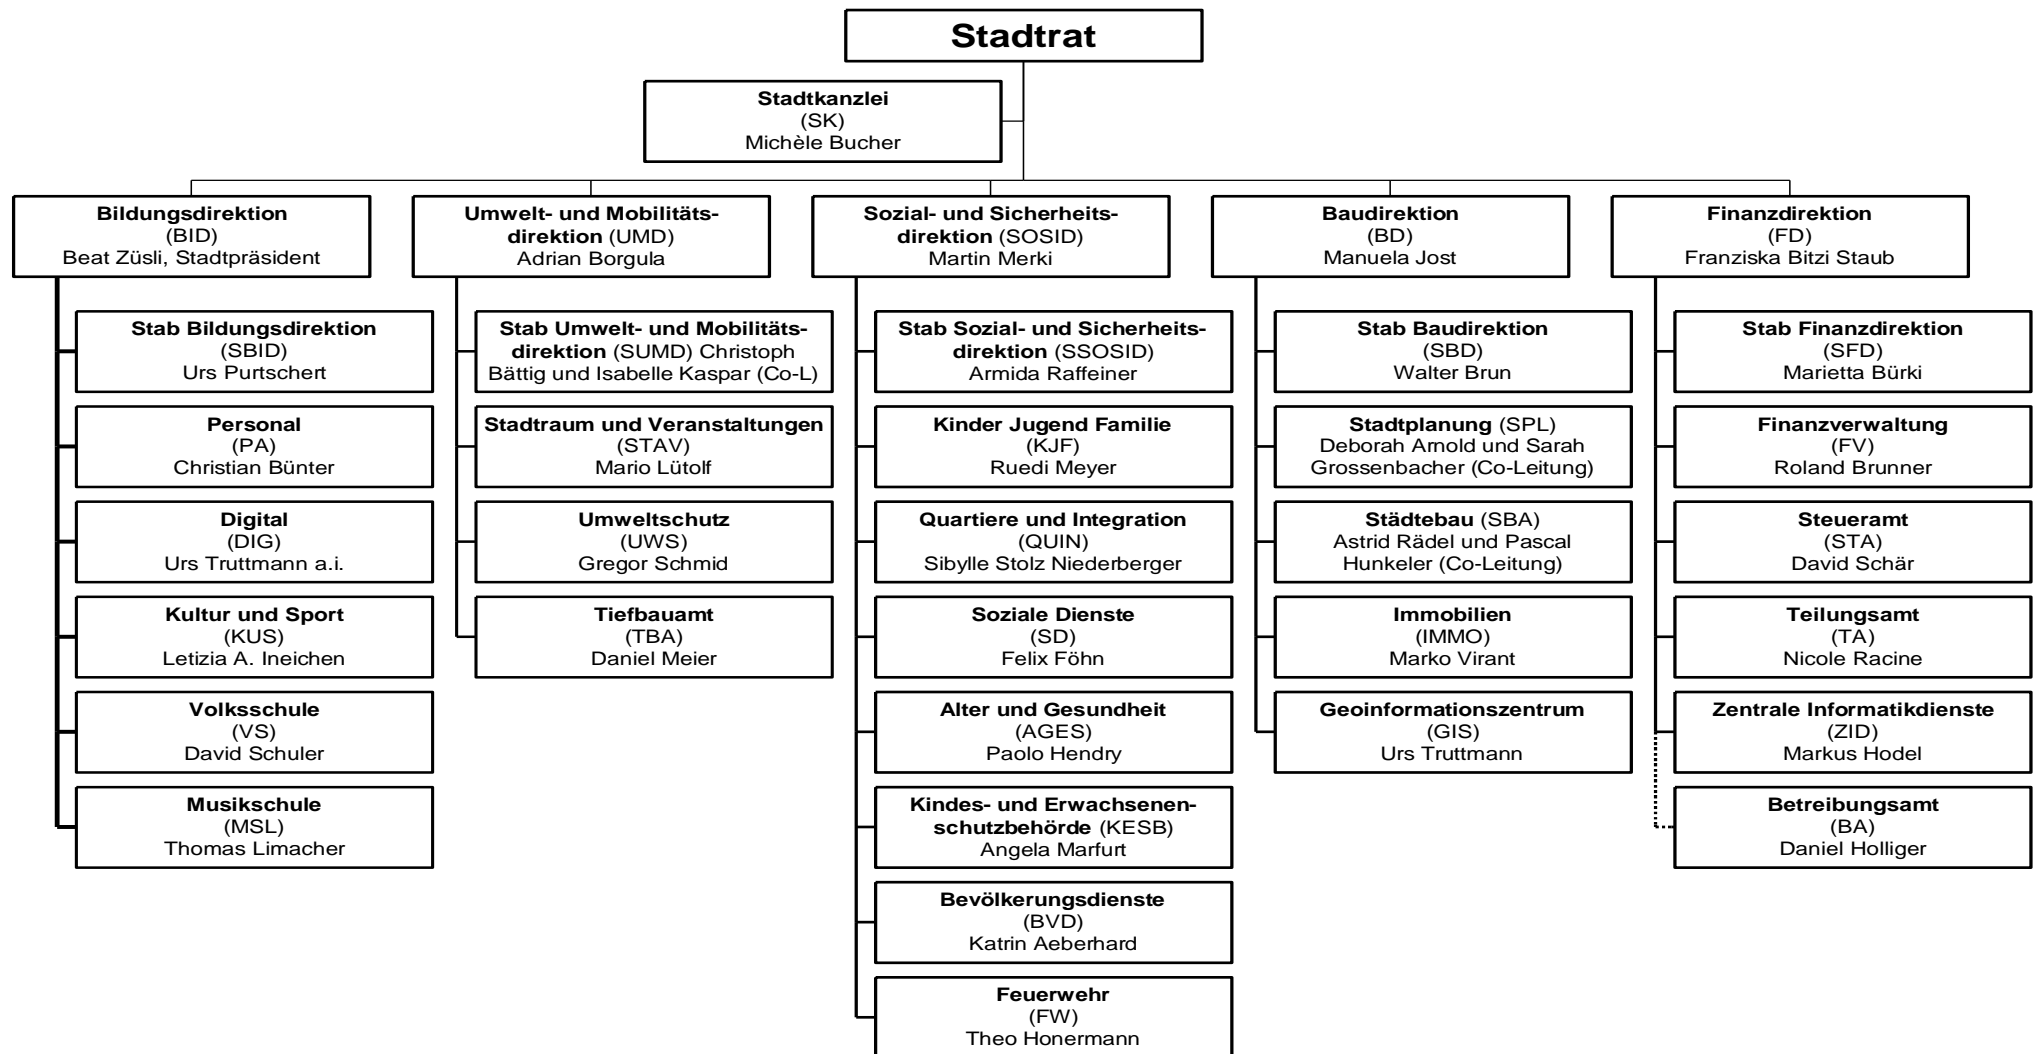 Stadtrat
Stadtkanzlei
(SK)
Michèle Bucher
Bildungsdirektion
(BID)
Beat Züsli, Stadtpräsident
Stab Bildungsdirektion
(SBID)
Urs Purtschert
Personal
(PA)
Christian Bünter
Digital
(DIG)
Urs Truttmann a.i.
Kultur und Sport
(KUS)
Letizia A. Ineichen
Volksschule
(VS)
David Schuler
Musikschule
(MSL)
Thomas Limacher
Umwelt- und Mobilitäts-
direktion (UMD)
Adrian Borgula
Stab Umwelt- und Mobilitäts-
direktion (SUMD) Christoph
Bättig und Isabelle Kaspar (Co-L)
Stadtraum und Veranstaltungen
(STAV)
Mario Lütolf
Umweltschutz
(UWS)
Gregor Schmid
Tiefbauamt
(TBA)
Daniel Meier
Sozial- und Sicherheits-
direktion (SOSID)
Martin Merki
Stab Sozial- und Sicherheits-
direktion (SSOSID)
Armida Raffeiner
Kinder Jugend Familie
(KJF)
Ruedi Meyer
Quartiere und Integration
(QUIN)
Sibylle Stolz Niederberger
Soziale Dienste
(SD)
Felix Föhn
Alter und Gesundheit
(AGES)
Paolo Hendry
Kindes- und Erwachsenen-
schutzbehörde (KESB)
Angela Marfurt
Bevölkerungsdienste
(BVD)
Katrin Aeberhard
Feuerwehr
(FW)
Theo Honermann
Baudirektion
(BD)
Manuela Jost
Stab Baudirektion
(SBD)
Walter Brun
Stadtplanung (SPL)
Deborah Arnold und Sarah
Grossenbacher (Co-Leitung)
Städtebau (SBA)
Astrid Rädel und Pascal
Hunkeler (Co-Leitung)
Immobilien
(IMMO)
Marko Virant
Geoinformationszentrum
(GIS)
Urs Truttmann
Finanzdirektion
(FD)
Franziska Bitzi Staub
Stab Finanzdirektion
(SFD)
Marietta Bürki
Finanzverwaltung
(FV)
Roland Brunner
Steueramt
(STA)
David Schär
Teilungsamt
(TA)
Nicole Racine
Zentrale Informatikdienste
(ZID)
Markus Hodel
Betreibungsamt
(BA)
Daniel Holliger